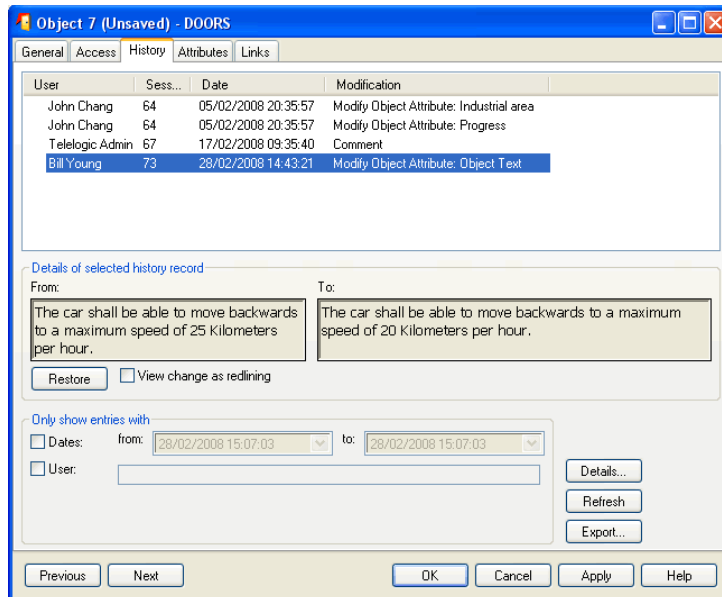 Object 7 (Unsaved) - DOORS
General Access History Attributes Links
User Sess... Date Modification
John Chang 64 05/02/2008 20:35:57 Modify Object Attribute: Industrial area
John Chang 64 05/02/2008 20:35:57 Modify Object Attribute: Progress
Telelogic Admin 67 17/02/2008 09:35:40 Comment
Bill Young 73 28/02/2008 14:43:21 Modify Object Attribute: Object Text
Details of selected history record
From: To:
The car shall be able to move backwards The car shall be able to move backwards to a maximum
to a maximum speed of 25 Kilometers speed of 20 Kilometers per hour.
per hour.
Restore View change as redlining
Only show entries with
Dates: from: 28/02/2008 15:07:03 to: 28/02/2008 15:07:03
User:
Details...
Refresh
Export...
Previous Next OK Cancel Apply Help